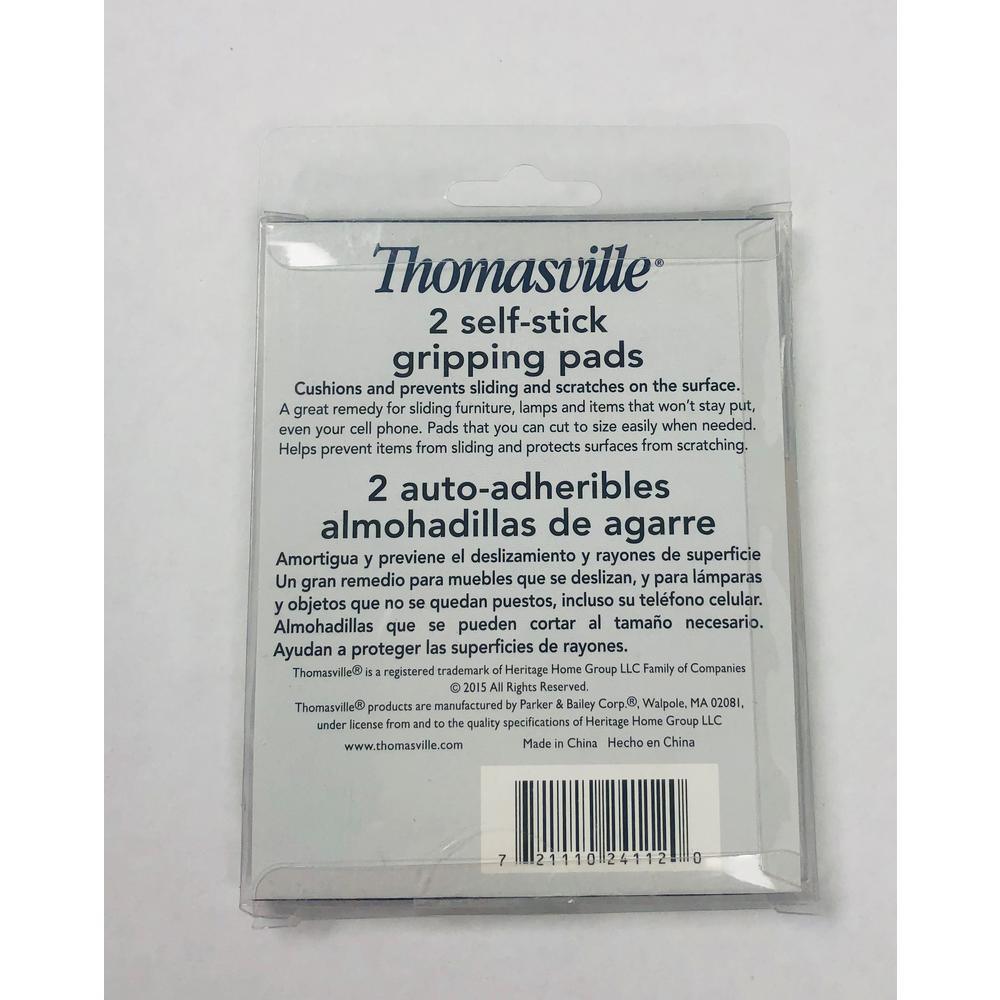 Thomasville®
2 self-stick
gripping pads
Cushions and prevents sliding and scratches on the surface.
A great remedy for sliding furniture, lamps and items that won't stay put,
even your cell phone. Pads that you can cut to size easily when needed.
Helps prevent items from sliding and protects surfaces from scratching.
2 auto-adheribles
almohadillas de agarre
Amortigua y previene el deslizamiento y rayones de superficie
Un gran remedio para muebles que se deslizan, y para lámparas
y objetos que no se quedan puestos, incluso su teléfono celular.
Almohadillas que se pueden cortar al tamaño necesario.
Ayudan a proteger las superficies de rayones.
Thomasville® is a registered trademark of Heritage Home Group LLC Family of Companies
© 2015 All Rights Reserved.
Thomasville® products are manufactured by Parker & Bailey Corp.®, Walpole, MA 02081,
under license from and to the quality specifications of Heritage Home Group LLC
www.thomasville.com Made in China Hecho en China
7 21110 24112 0